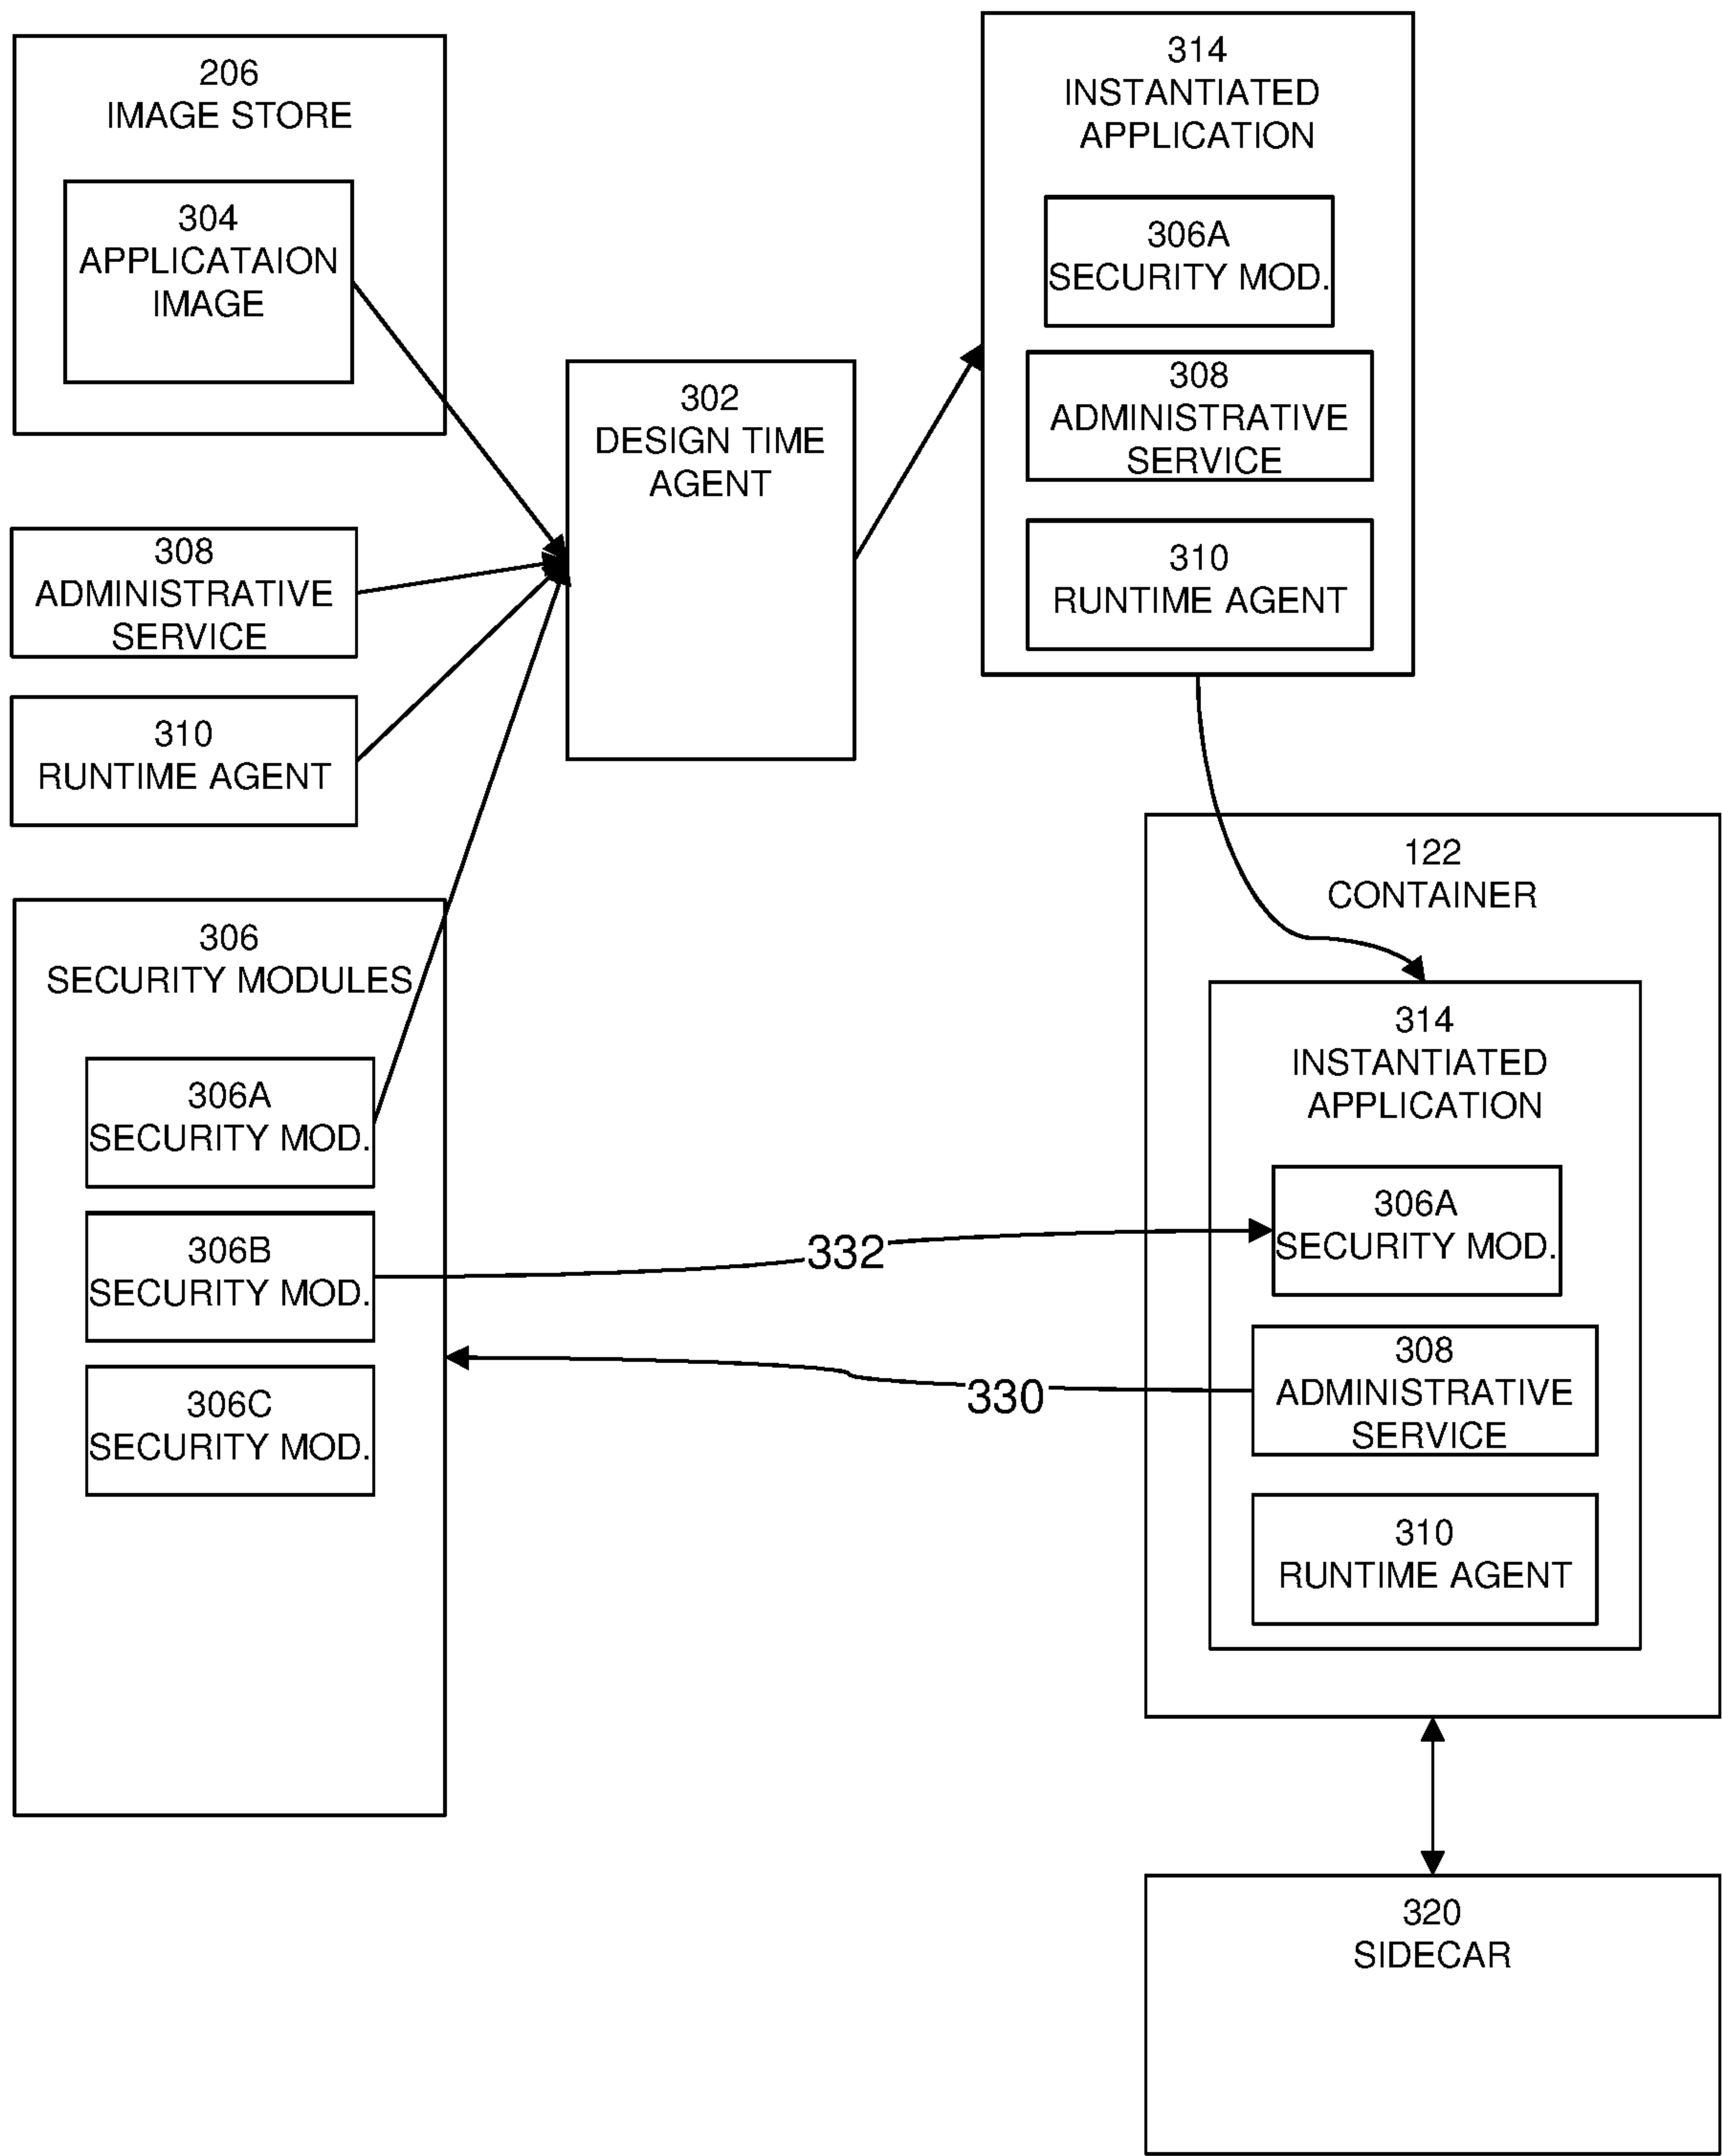 206
IMAGE STORE
304
APPLICATAION
IMAGE
308
ADMINISTRATIVE
SERVICE
310
RUNTIME AGENT
306
SECURITY MODULES
306A
SECURITY MOD.
306B
SECURITY MOD.
306C
SECURITY MOD.
302
DESIGN TIME
AGENT
314
INSTANTIATED
APPLICATION
306A
SECURITY MOD.
308
ADMINISTRATIVE
SERVICE
310
RUNTIME AGENT
332
330
122
CONTAINER
314
INSTANTIATED
APPLICATION
306A
SECURITY MOD.
308
ADMINISTRATIVE
SERVICE
310
RUNTIME AGENT
320
SIDECAR